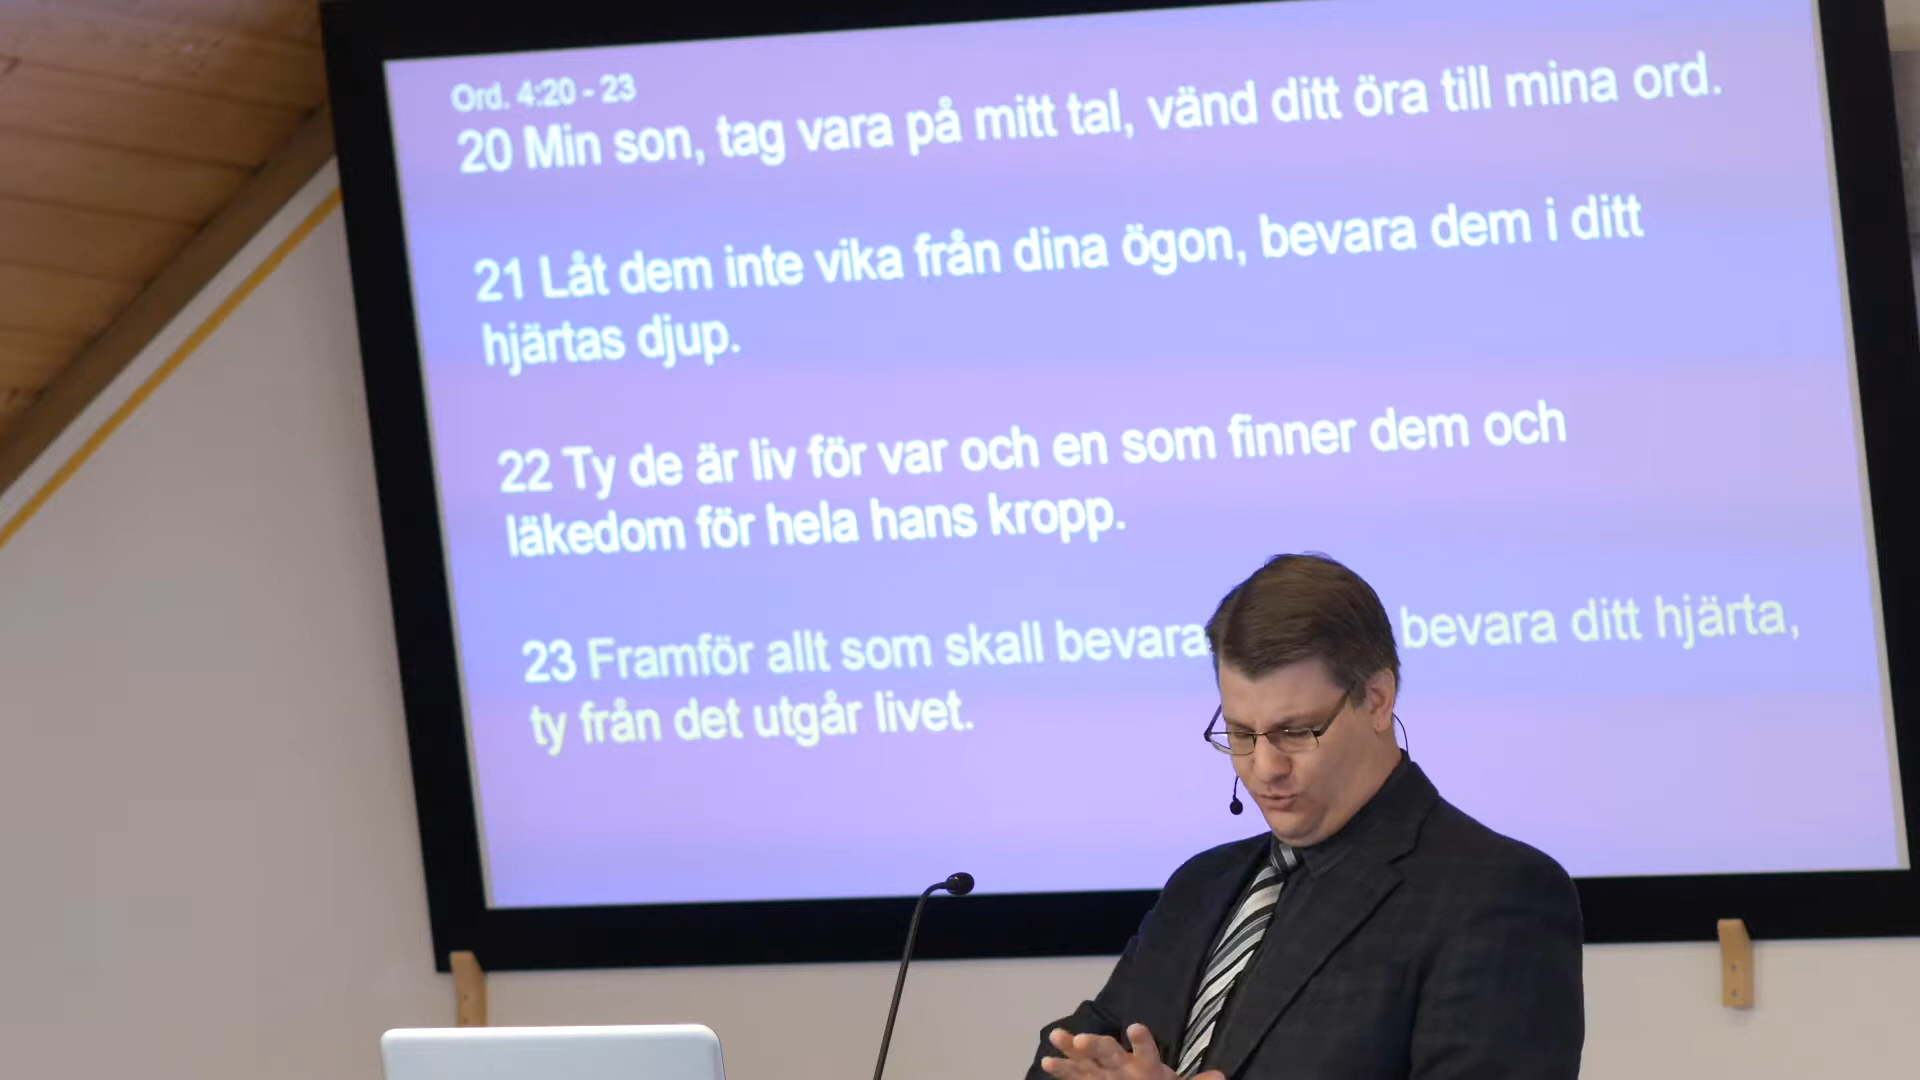 Ord. 4:20 - 23
20 Min son, tag vara på mitt tal, vänd ditt öra till mina ord.
21 Låt dem inte vika från dina ögon, bevara dem i ditt
hjärtas djup.
22 Ty de är liv för var och en som finner dem och
läkedom för hela hans kropp.
23 Framför allt som skall bevara bevara ditt hjärta,
ty från det utgår livet.